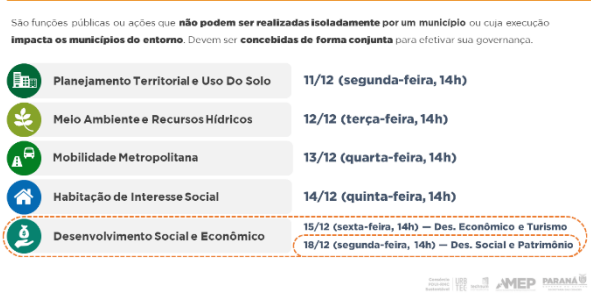 São funções públicas ou ações que não podem ser realizadas isoladamente por um município ou cuja execução
impacta os municípios do entorno. Devem ser concebidas de forma conjunta para efetivar sua governança.
Planejamento Territorial e Uso Do Solo
11/12 (segunda-feira, 14h)
Meio Ambiente e Recursos Hídricos
12/12 (terça-feira, 14h)
Mobilidade Metropolitana
13/12 (quarta-feira, 14h)
Habitação de Interesse Social
14/12 (quinta-feira, 14h)
Desenvolvimento Social e Econômico
15/12 (sexta-feira, 14h) — Des. Econômico e Turismo
18/12 (segunda-feira, 14h) — Des. Social e Patrimônio
URB
TEC
AMEP
PARANÁ